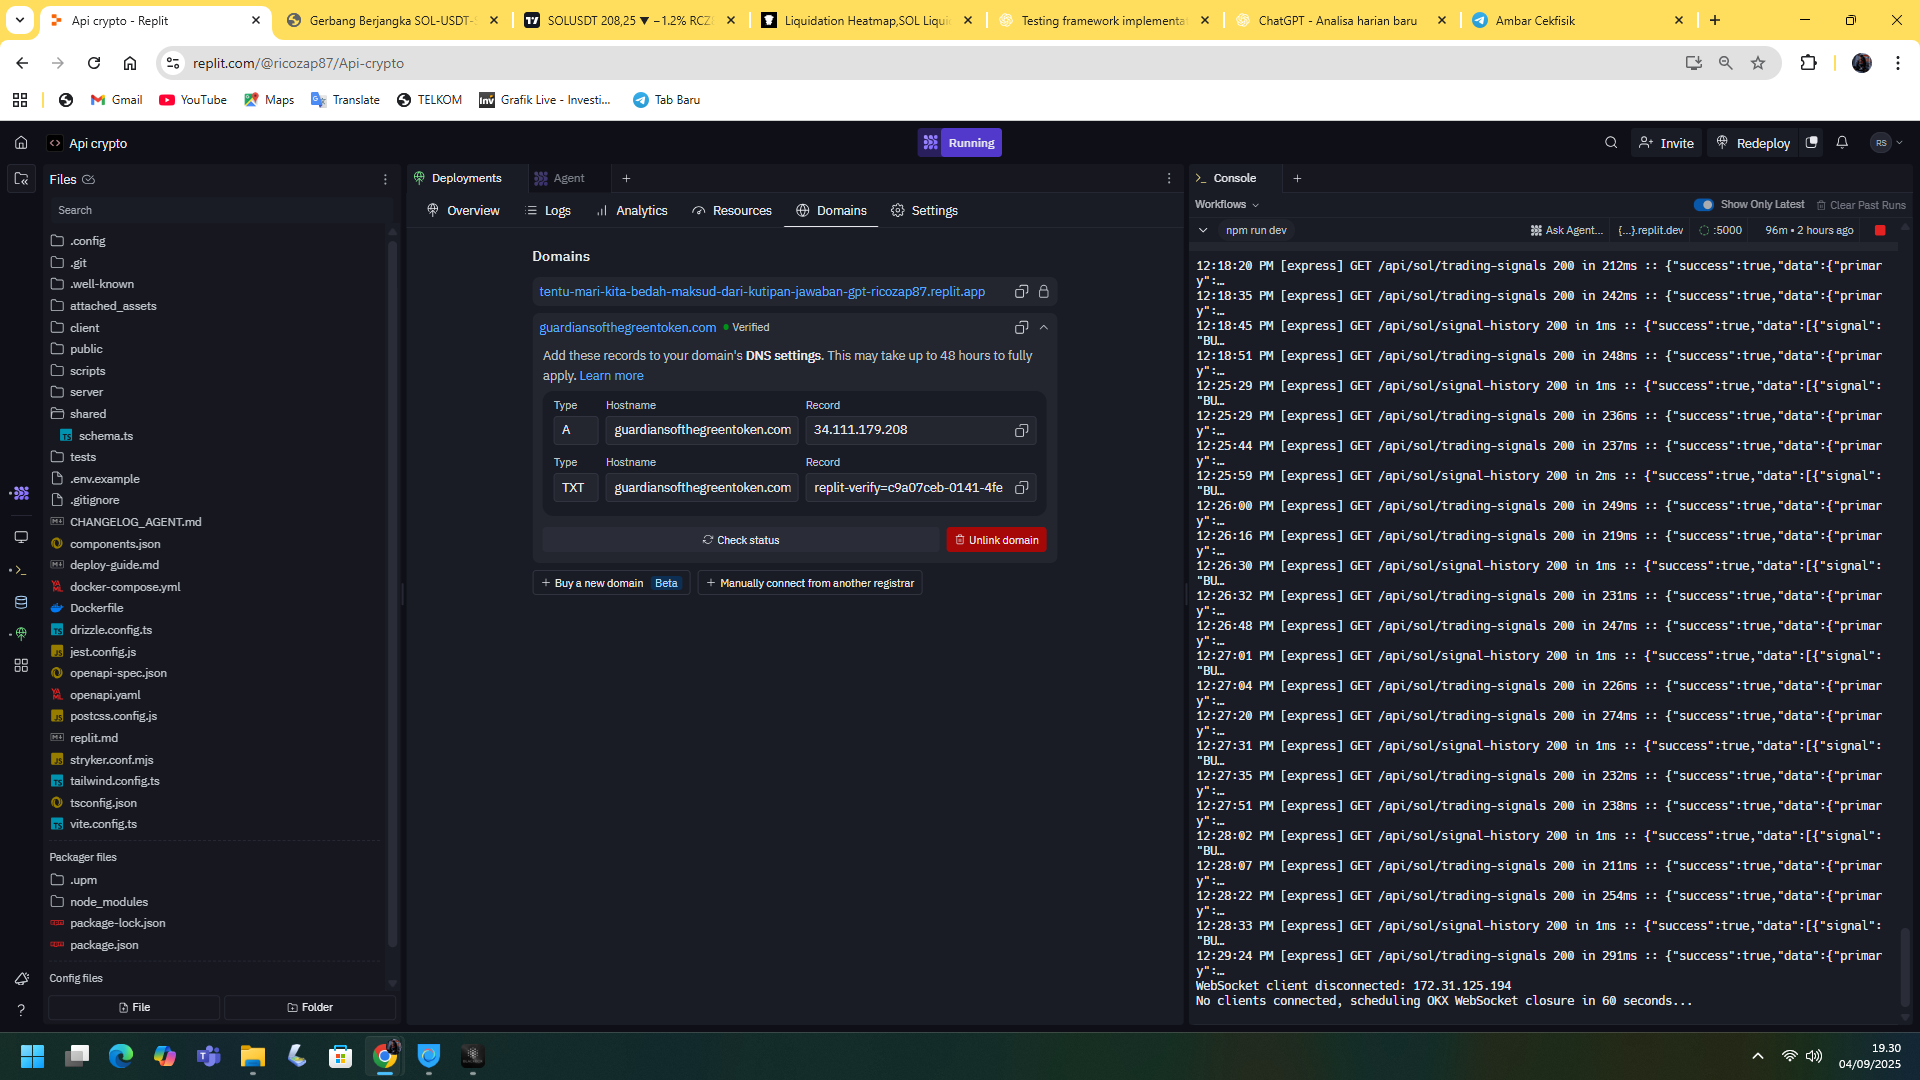 Api crypto - Replit
Gerbang Berjangka SOL-USDT-S
SOLUSDT 208,25 ▼ −1.2% RCZ
Liquidation Heatmap,SOL Liqui
Testing framework implementa
ChatGPT - Analisa harian baru
Ambar Cekfisik
replit.com/@ricozap87/Api-crypto
Gmail
YouTube
Maps
Translate
TELKOM
Grafik Live - Investi...
Tab Baru
Api crypto
Running
Invite
Redeploy
RS
Files
Search
.config
.git
.well-known
attached_assets
client
public
scripts
server
shared
schema.ts
tests
.env.example
.gitignore
CHANGELOG_AGENT.md
components.json
deploy-guide.md
docker-compose.yml
Dockerfile
drizzle.config.ts
jest.config.js
openapi-spec.json
openapi.yaml
postcss.config.js
replit.md
stryker.conf.mjs
tailwind.config.ts
tsconfig.json
vite.config.ts
Packager files
.upm
node_modules
package-lock.json
package.json
Config files
File
Folder
Deployments
Agent
Overview
Logs
Analytics
Resources
Domains
Settings
Domains
tentu-mari-kita-bedah-maksud-dari-kutipan-jawaban-gpt-ricozap87.replit.app
guardiansofthegreentoken.com
Verified
Add these records to your domain's DNS settings. This may take up to 48 hours to fully
apply. Learn more
Type Hostname Record
A guardiansofthegreentoken.com 34.111.179.208
Type Hostname Record
TXT guardiansofthegreentoken.com replit-verify=c9a07ceb-0141-4fe
Check status
Unlink domain
Buy a new domain Beta
Manually connect from another registrar
Console
Workflows
Show Only Latest
Clear Past Runs
npm run dev
Ask Agent...
{...}.replit.dev
:5000
96m • 2 hours ago
12:18:20 PM [express] GET /api/sol/trading-signals 200 in 212ms :: {"success":true,"data":{"primar
y":…
12:18:35 PM [express] GET /api/sol/trading-signals 200 in 242ms :: {"success":true,"data":{"primar
y":…
12:18:45 PM [express] GET /api/sol/signal-history 200 in 1ms :: {"success":true,"data":[{"signal":
"BU…
12:18:51 PM [express] GET /api/sol/trading-signals 200 in 248ms :: {"success":true,"data":{"primar
y":…
12:25:29 PM [express] GET /api/sol/signal-history 200 in 1ms :: {"success":true,"data":[{"signal":
"BU…
12:25:29 PM [express] GET /api/sol/trading-signals 200 in 236ms :: {"success":true,"data":{"primar
y":…
12:25:44 PM [express] GET /api/sol/trading-signals 200 in 237ms :: {"success":true,"data":{"primar
y":…
12:25:59 PM [express] GET /api/sol/signal-history 200 in 2ms :: {"success":true,"data":[{"signal":
"BU…
12:26:00 PM [express] GET /api/sol/trading-signals 200 in 249ms :: {"success":true,"data":{"primar
y":…
12:26:16 PM [express] GET /api/sol/trading-signals 200 in 219ms :: {"success":true,"data":{"primar
y":…
12:26:30 PM [express] GET /api/sol/signal-history 200 in 1ms :: {"success":true,"data":[{"signal":
"BU…
12:26:32 PM [express] GET /api/sol/trading-signals 200 in 231ms :: {"success":true,"data":{"primar
y":…
12:26:48 PM [express] GET /api/sol/trading-signals 200 in 247ms :: {"success":true,"data":{"primar
y":…
12:27:01 PM [express] GET /api/sol/signal-history 200 in 1ms :: {"success":true,"data":[{"signal":
"BU…
12:27:04 PM [express] GET /api/sol/trading-signals 200 in 226ms :: {"success":true,"data":{"primar
y":…
12:27:20 PM [express] GET /api/sol/trading-signals 200 in 274ms :: {"success":true,"data":{"primar
y":…
12:27:31 PM [express] GET /api/sol/signal-history 200 in 1ms :: {"success":true,"data":[{"signal":
"BU…
12:27:35 PM [express] GET /api/sol/trading-signals 200 in 232ms :: {"success":true,"data":{"primar
y":…
12:27:51 PM [express] GET /api/sol/trading-signals 200 in 238ms :: {"success":true,"data":{"primar
y":…
12:28:02 PM [express] GET /api/sol/signal-history 200 in 1ms :: {"success":true,"data":[{"signal":
"BU…
12:28:07 PM [express] GET /api/sol/trading-signals 200 in 211ms :: {"success":true,"data":{"primar
y":…
12:28:22 PM [express] GET /api/sol/trading-signals 200 in 254ms :: {"success":true,"data":{"primar
y":…
12:28:33 PM [express] GET /api/sol/signal-history 200 in 1ms :: {"success":true,"data":[{"signal":
"BU…
12:29:24 PM [express] GET /api/sol/trading-signals 200 in 291ms :: {"success":true,"data":{"primar
y":…
WebSocket client disconnected: 172.31.125.194
No clients connected, scheduling OKX WebSocket closure in 60 seconds...
19.30
04/09/2025